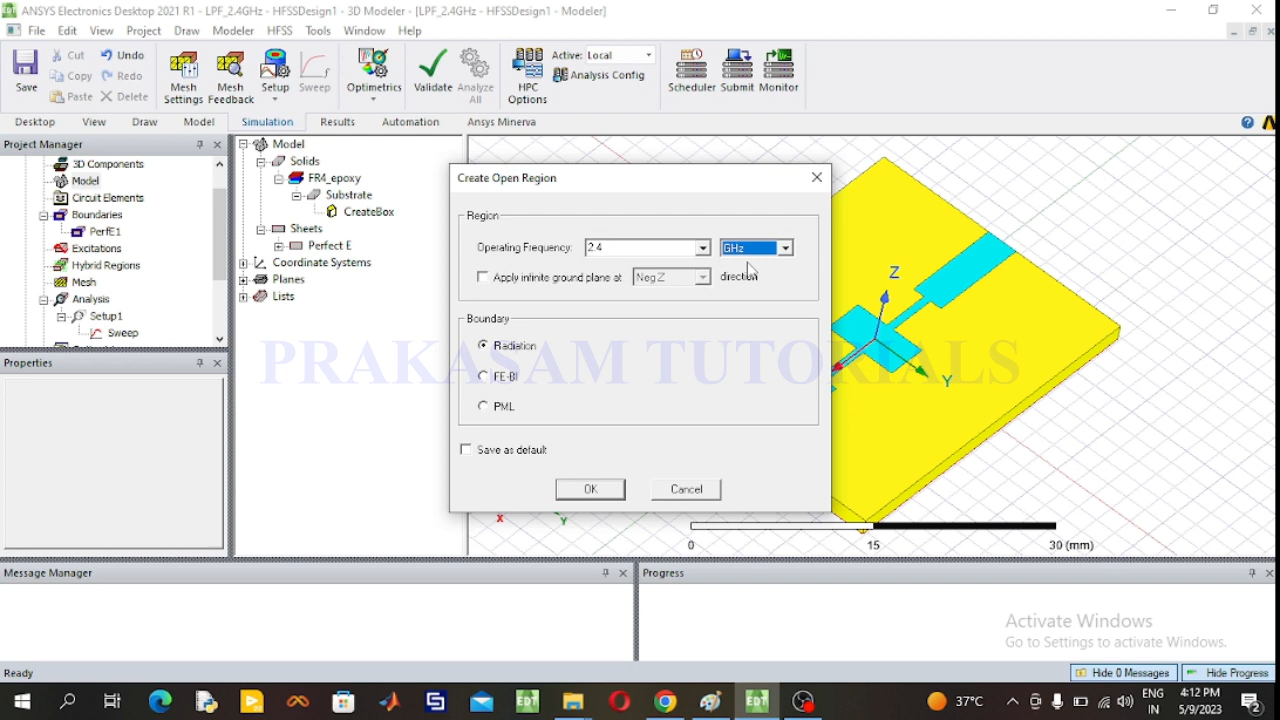 ANSYS Electronics Desktop 2021 R1 - LPF_2.4GHz - HFSSDesign1 - 3D Modeler - [LPF_2.4GHz - HFSSDesign1 - Modeler]
File Edit View Project Draw Modeler HFSS Tools Window Help
Save
Cut
Copy
Paste
Undo
Redo
Delete
Mesh Settings
Mesh Feedback
Setup
Sweep
Optimetrics
Validate
Analyze All
HPC Options
Active: Local
Analysis Config
Scheduler
Submit
Monitor
Desktop View Draw Model Simulation Results Automation Ansys Minerva
Project Manager
3D Components
Model
Circuit Elements
Boundaries
PerfE1
Excitations
Hybrid Regions
Mesh
Analysis
Setup1
Sweep
Properties
Model
Solids
FR4_epoxy
Substrate
CreateBox
Sheets
Perfect E
Coordinate Systems
Planes
Lists
Create Open Region
Region
Operating Frequency: 2.4 GHz
Apply infinite ground plane at Neg Z direction
Boundary
Radiation
FE-BI
PML
Save as default
OK
Cancel
PRAKASAM TUTORIALS
Z
Y
X
Y
0 15 30 (mm)
Message Manager
Progress
Activate Windows
Go to Settings to activate Windows.
Ready
Hide 0 Messages
Hide Progress
EDT
EDT
37°C
ENG
IN
4:12 PM
5/9/2023
2